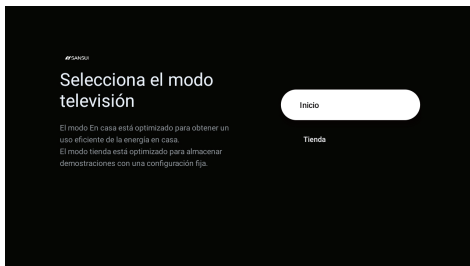 SANSUI
Selecciona el modo
televisión
El modo En casa está optimizado para obtener un
uso eficiente de la energía en casa.
El modo tienda está optimizado para almacenar
demostraciones con una configuración fija.
Inicio
Tienda